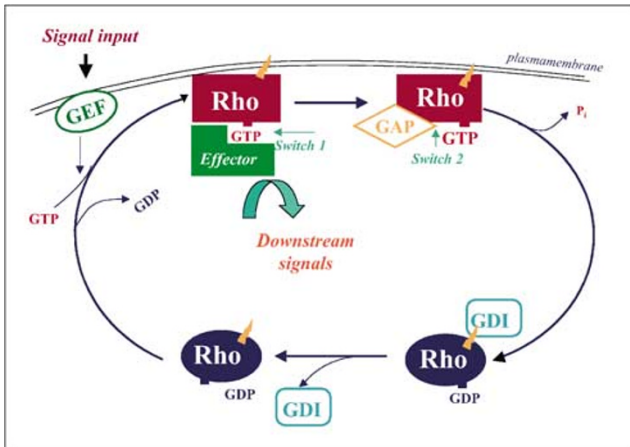 Signal input
plasmamembrane
GEF
Rho
GTP
Switch 1
Effector
Rho
GAP
GTP
Switch 2
Pi
GTP
GDP
Downstream
signals
GDI
Rho
GDP
Rho
GDP
GDI